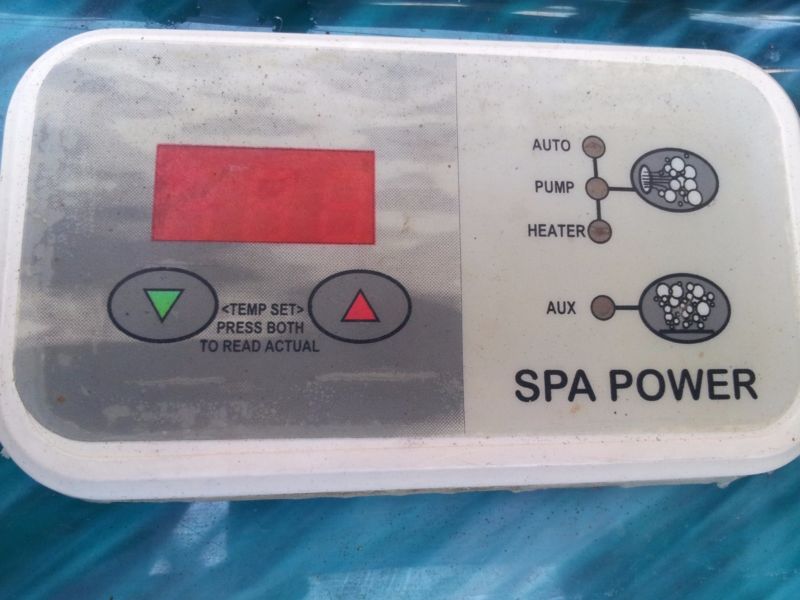 AUTO
PUMP
HEATER
<TEMP SET>
PRESS BOTH
TO READ ACTUAL
AUX
SPA POWER